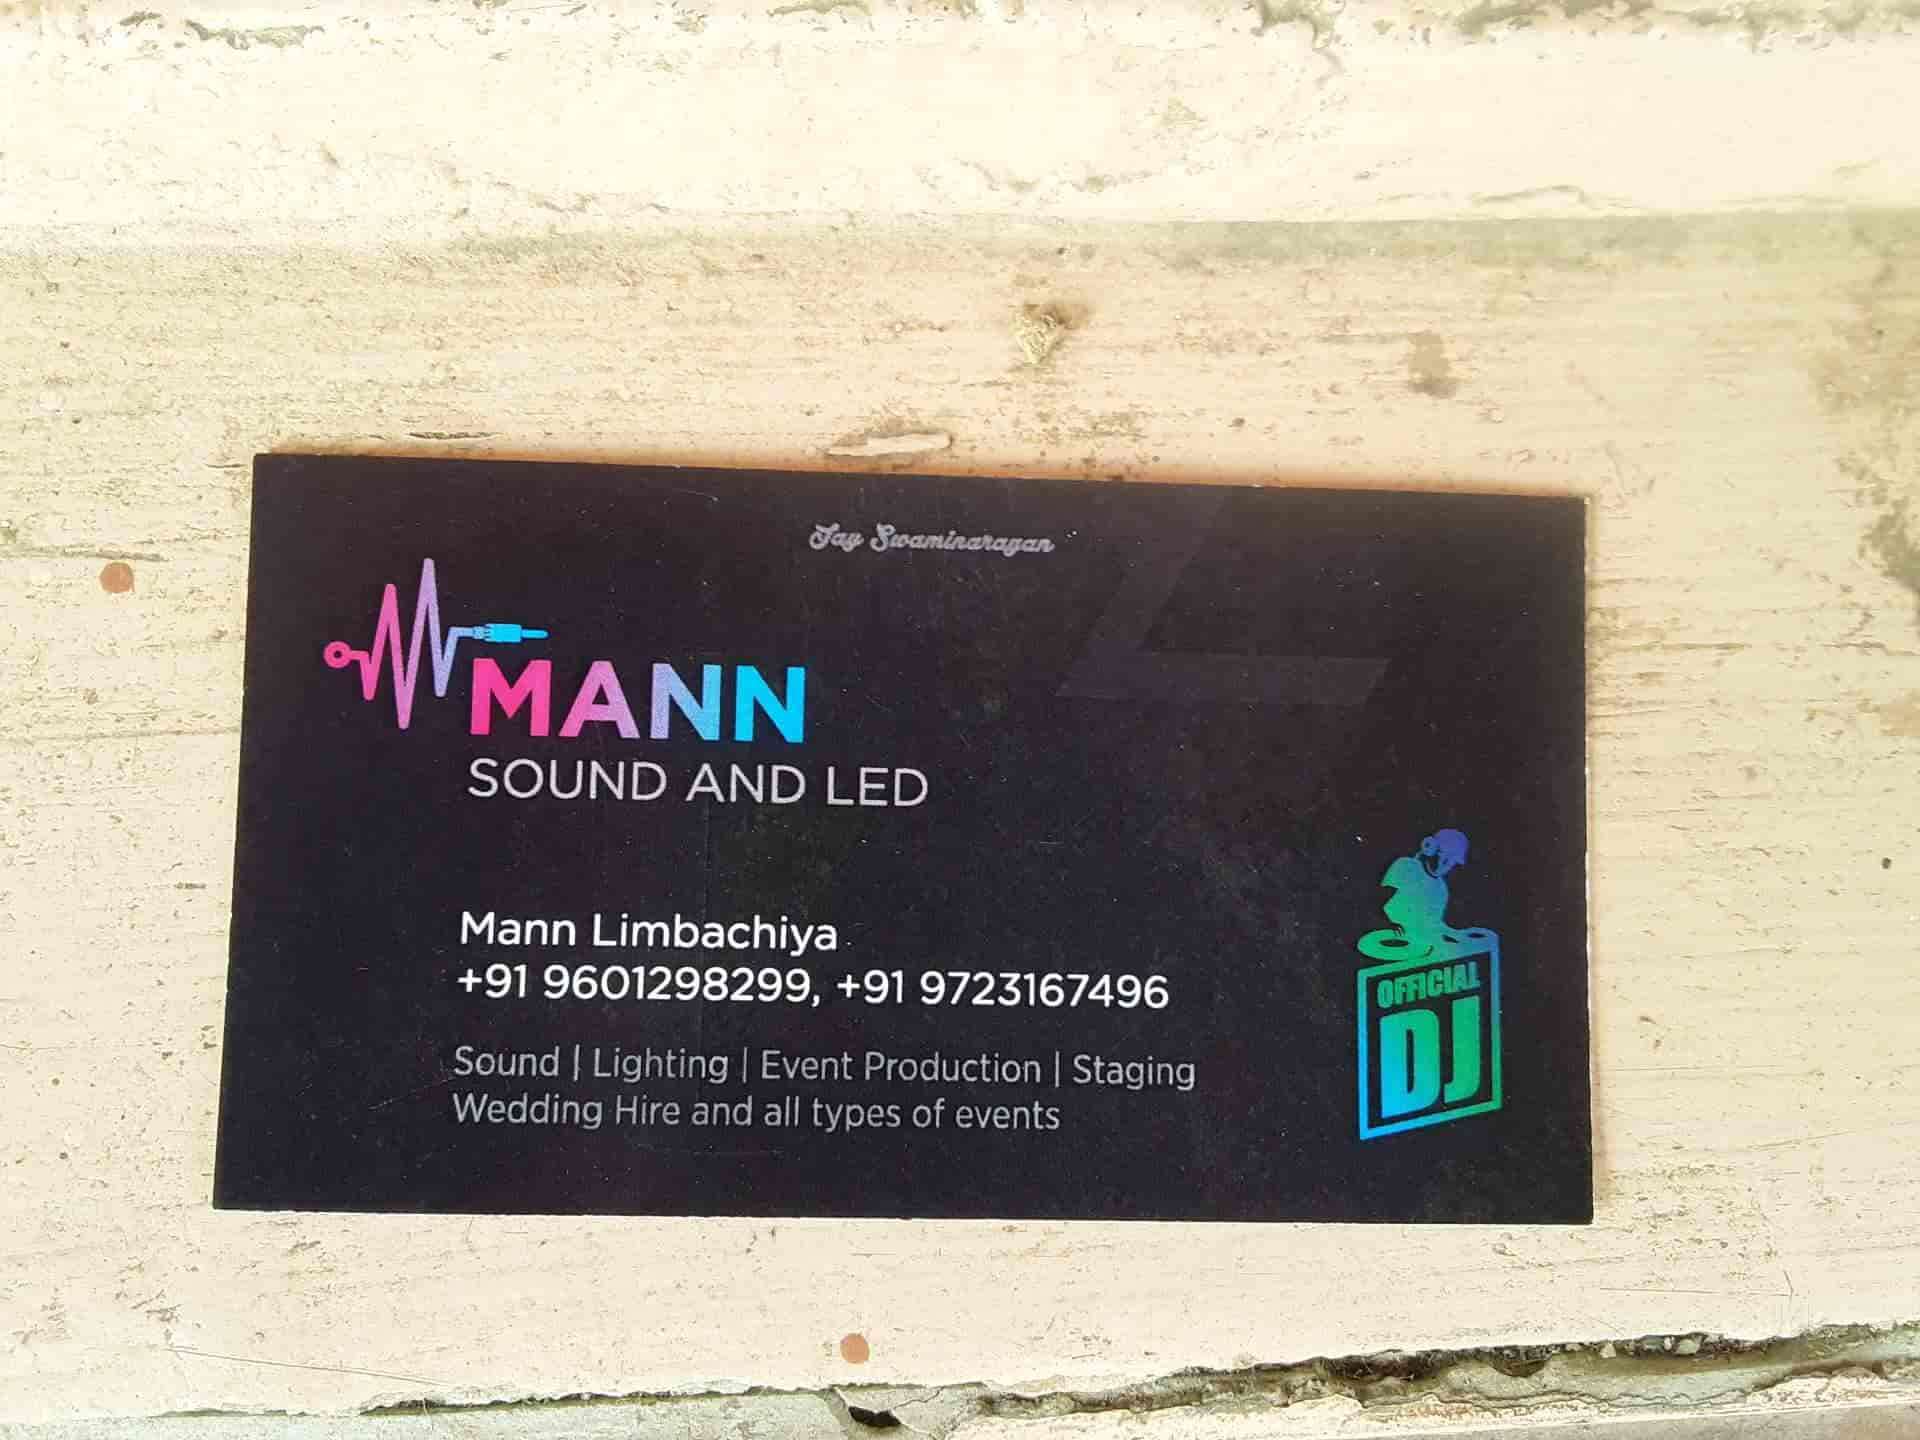 Jay Swaminarayan
MANN
SOUND AND LED
Mann Limbachiya
+91 9601298299, +91 9723167496
Sound | Lighting | Event Production | Staging
Wedding Hire and all types of events
OFFICIAL
DJ